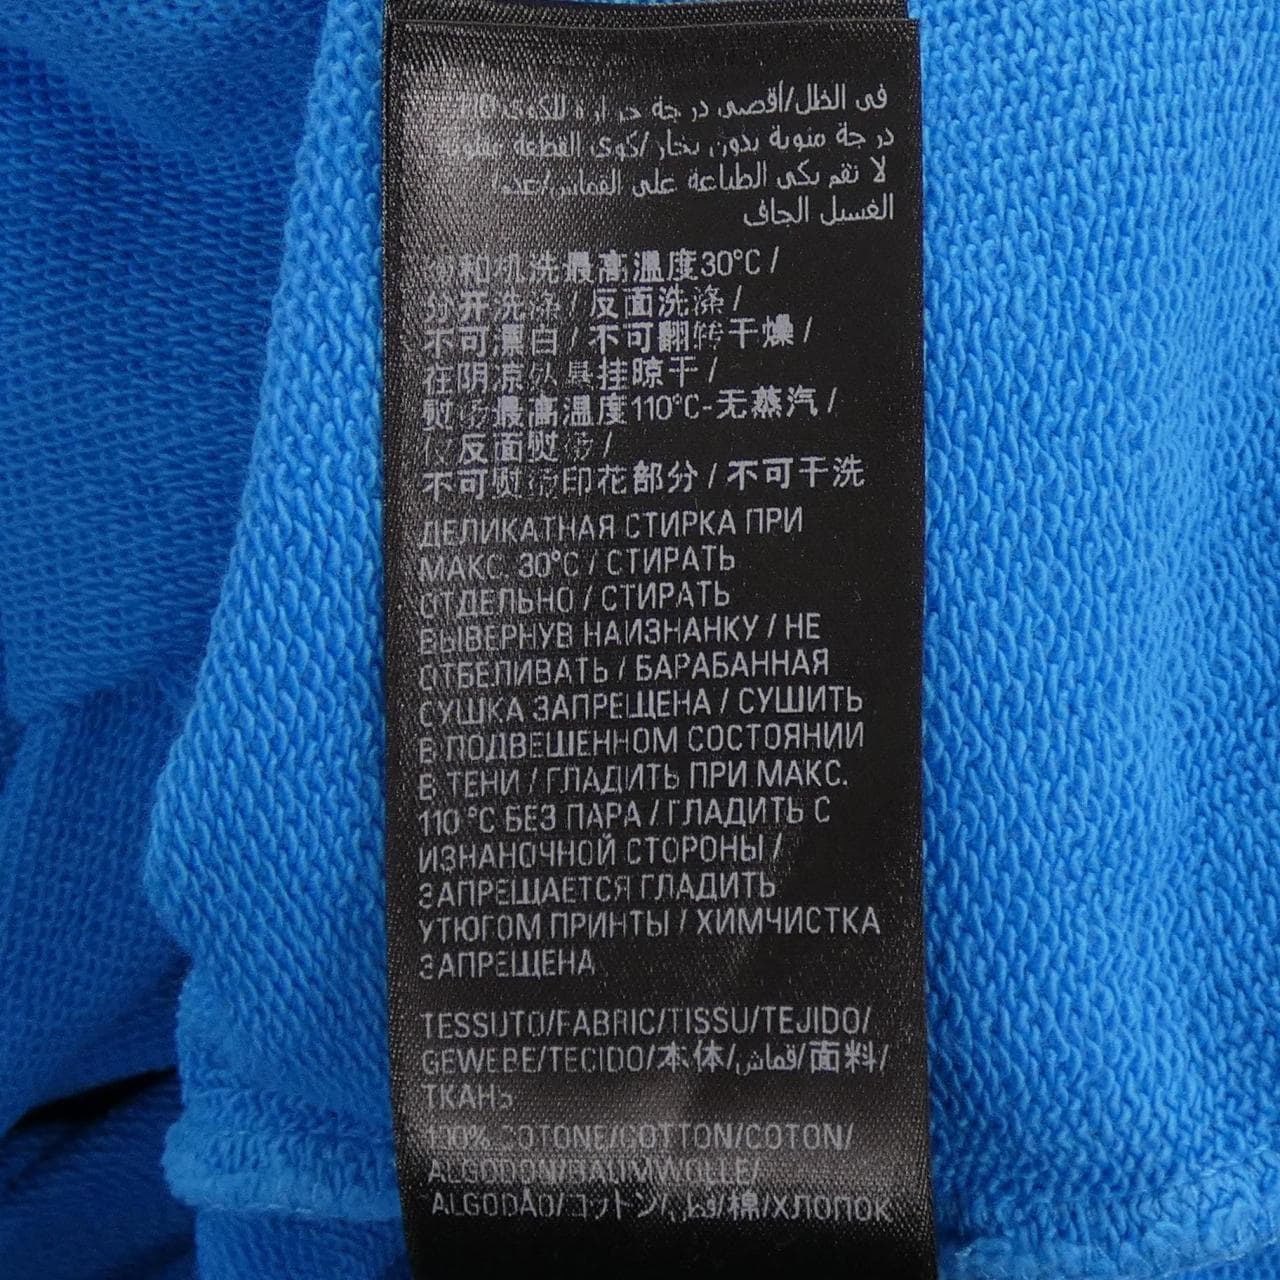 في الظل/أقصى درجة حرارة للكوي
درجة مئوية بدون بخار/كوي القطعة مقلوبة
لا تقم بكي الطباعة على القماش/عدم
الغسيل الجاف
和机洗最高温度30°C /
分开洗涤 / 反面洗涤 /
不可漂白 / 不可翻转干燥 /
在阴凉处悬挂晾干 /
熨烫最高温度110°C-无蒸汽 /
仅反面熨烫 /
不可熨烫印花部分 / 不可干洗
ДЕЛИКАТНАЯ СТИРКА ПРИ
МАКС. 30°C / СТИРАТЬ
ОТДЕЛЬНО / СТИРАТЬ
ВЫВЕРНУВ НАИЗНАНКУ / НЕ
ОТБЕЛИВАТЬ / БАРАБАННАЯ
СУШКА ЗАПРЕЩЕНА / СУШИТЬ
В ПОДВЕШЕННОМ СОСТОЯНИИ
В ТЕНИ / ГЛАДИТЬ ПРИ МАКС.
110 °C БЕЗ ПАРА / ГЛАДИТЬ С
ИЗНАНОЧНОЙ СТОРОНЫ /
ЗАПРЕЩАЕТСЯ ГЛАДИТЬ
УТЮГОМ ПРИНТЫ / ХИМЧИСТКА
ЗАПРЕЩЕНА
TESSUTO/FABRIC/TISSU/TEJIDO/
GEWEBE/TECIDO/本体/قماش/面料/
ТКАНЬ
100% COTONE/COTTON/COTON/
ALGODON/BAUMWOLLE/
ALGODÃO/コットン/قطن/棉/ХЛОПОК